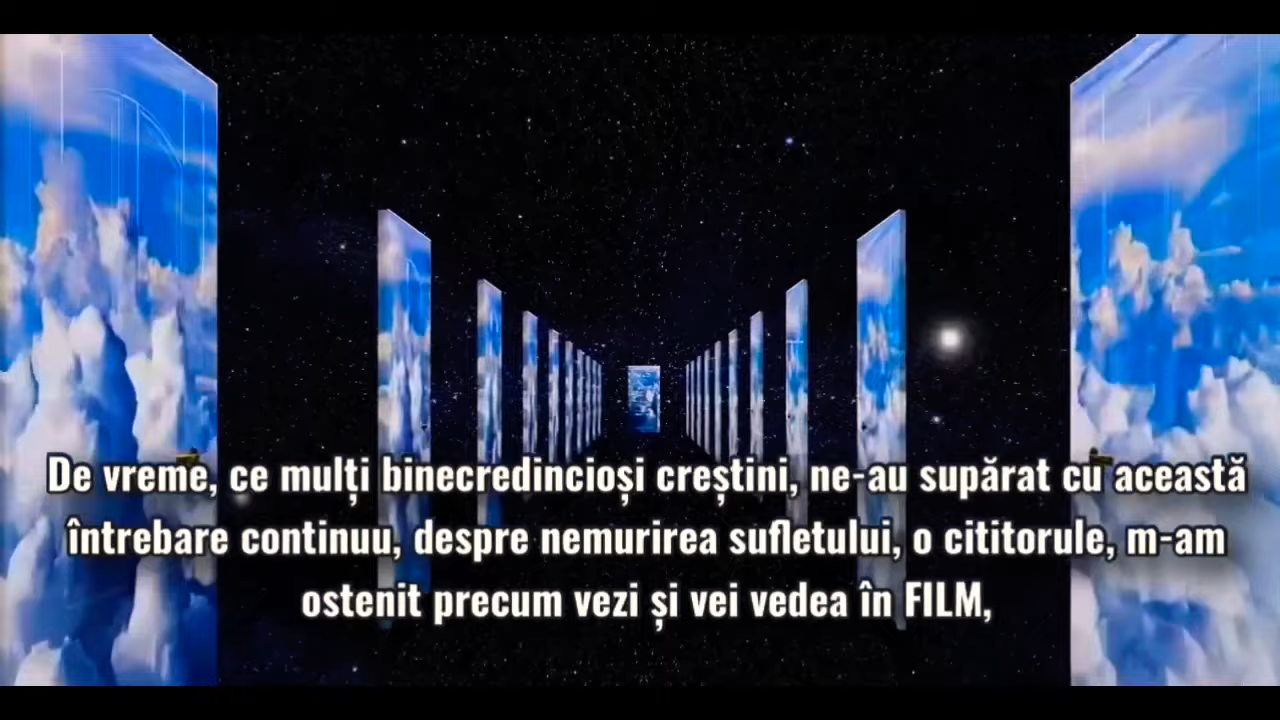 De vreme, ce mulți binecredincioși creștini, ne-au supărat cu această
întrebare continuu, despre nemurirea sufletului, o cititorule, m-am
ostenit precum vezi și vei vedea în FILM,